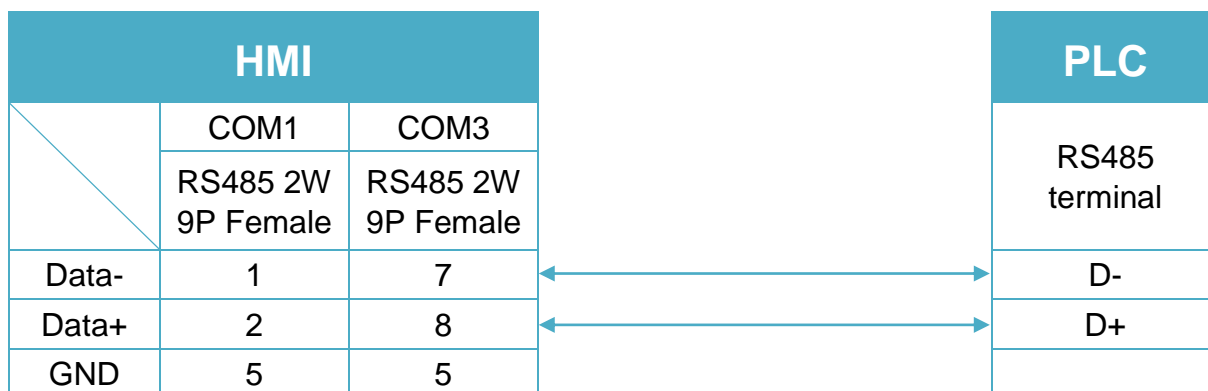 HMI PLC
COM1 COM3
RS485 2W RS485 2W
9P Female 9P Female
RS485
terminal
Data- 1 7 D-
Data+ 2 8 D+
GND 5 5